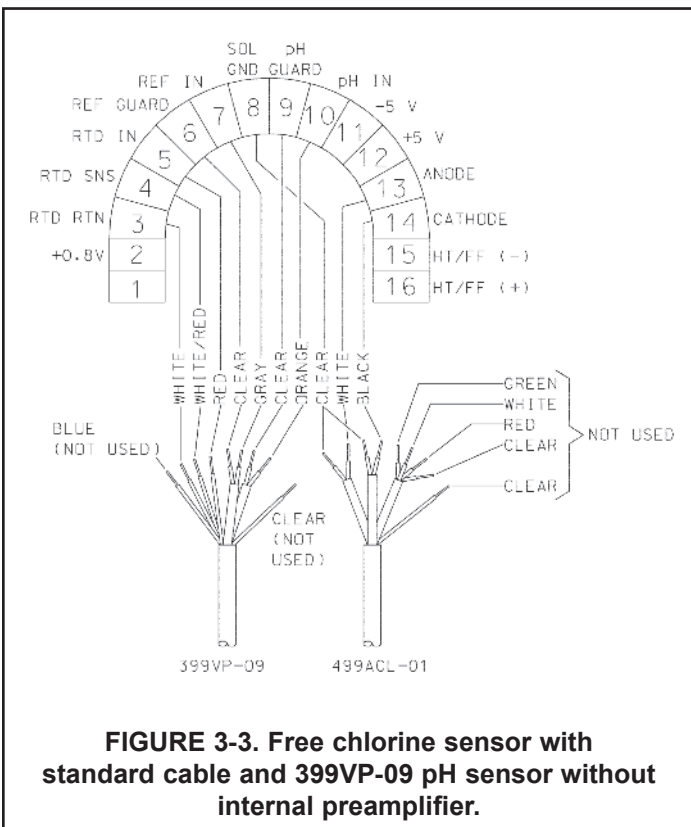 SOL pH
GND GUARD
REF IN
pH IN
REF GUARD
-5 V
RTD IN
+5 V
RTD SNS
ANODE
RTD RTN
CATHODE
+0.8V
HT/FF (-)
HT/FF (+)
1
2
3
4
5
6
7
8
9
10
11
12
13
14
15
16
WHITE
WHITE/RED
RED
CLEAR
GRAY
CLEAR
ORANGE
CLEAR
WHITE
BLACK
BLUE
(NOT USED)
CLEAR
(NOT
USED)
GREEN
WHITE
RED
CLEAR
CLEAR
NOT USED
399VP-09
499ACL-01
FIGURE 3-3. Free chlorine sensor with
standard cable and 399VP-09 pH sensor without
internal preamplifier.